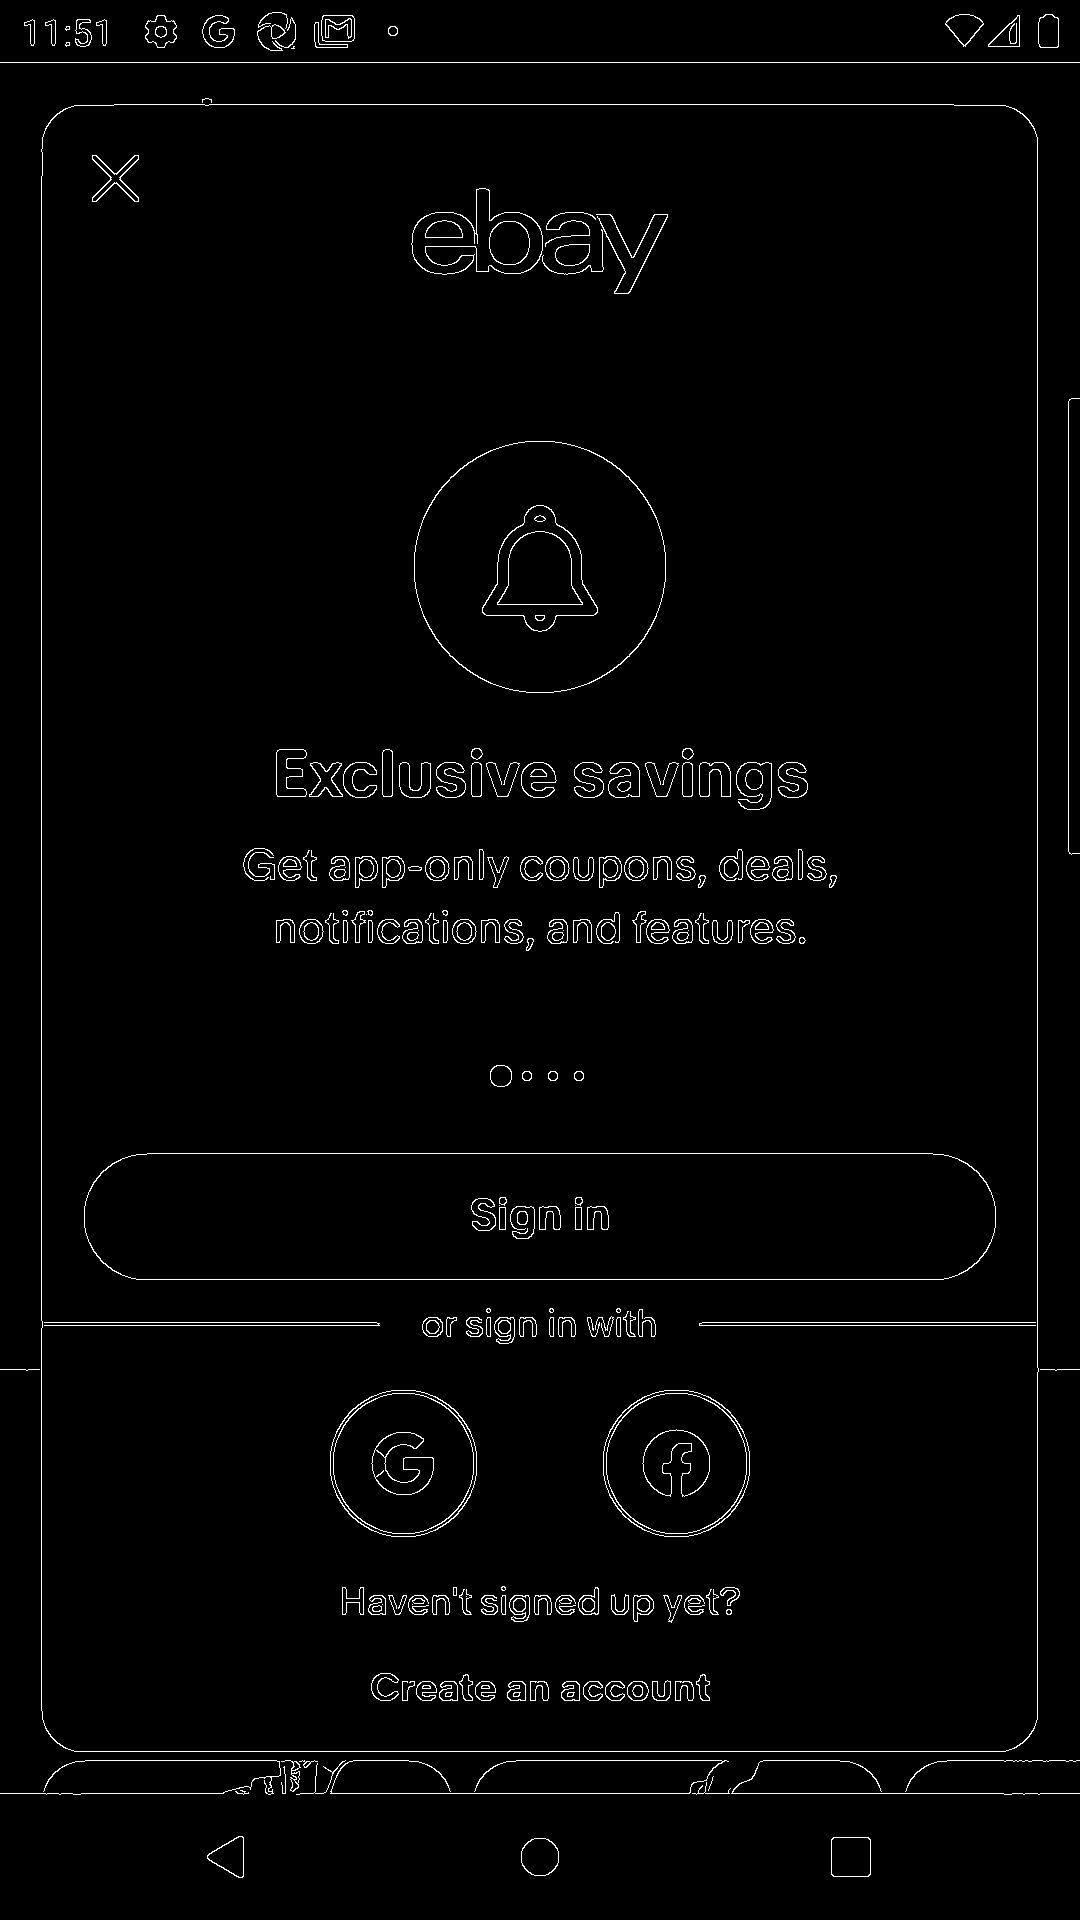 11:51
ebay
Exclusive savings
Get app-only coupons, deals,
notifications, and features.
Sign in
or sign in with
Haven't signed up yet?
Create an account